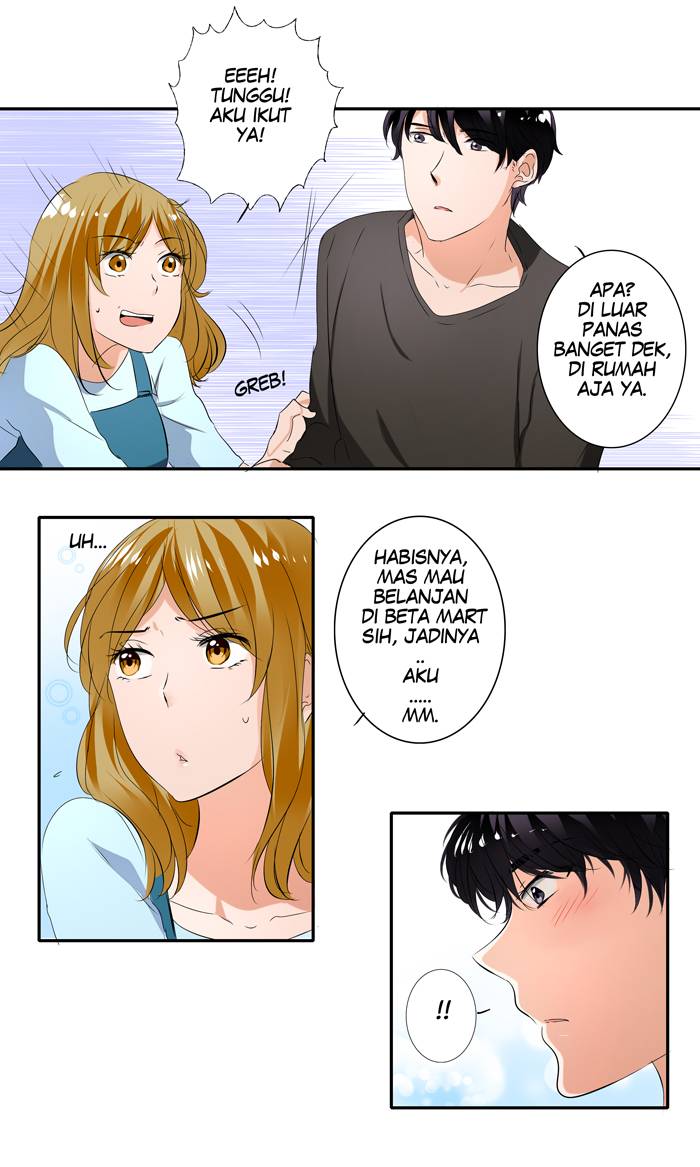 EEEH!
TUNGGU!
AKU IKUT
YA!
GREB!
APA?
DI LUAR
PANAS
BANGET DEK,
DI RUMAH
AJA YA.
UH...
HABISNYA,
MAS MAU
BELANJAN
DI BETA MART
SIH, JADINYA
..
AKU
.....
MM.
!!